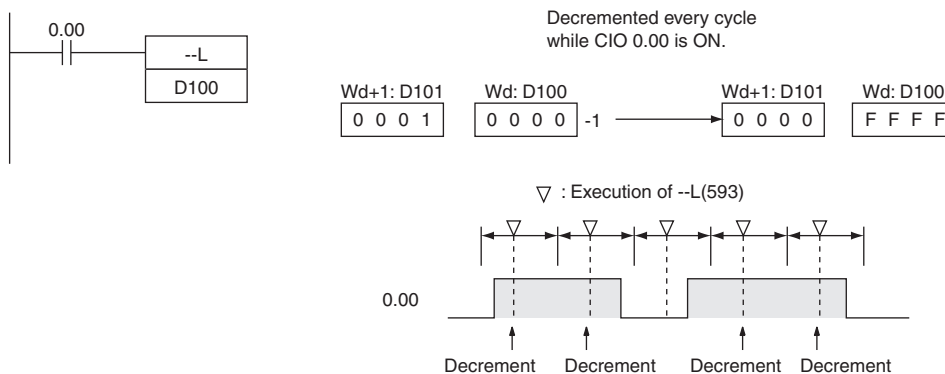 0.00
--L
D100
Decremented every cycle
while CIO 0.00 is ON.
Wd+1: D101 Wd: D100 Wd+1: D101 Wd: D100
0 0 0 1 0 0 0 0 -1 0 0 0 0 F F F F
: Execution of --L(593)
0.00
Decrement Decrement Decrement Decrement